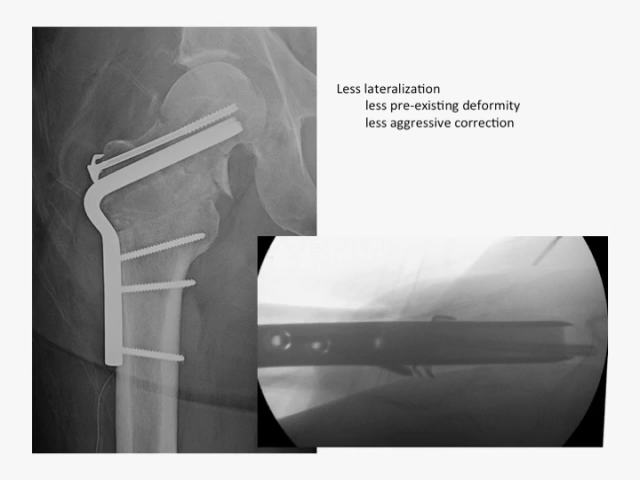 Less lateralization
less pre-existing deformity
less aggressive correction